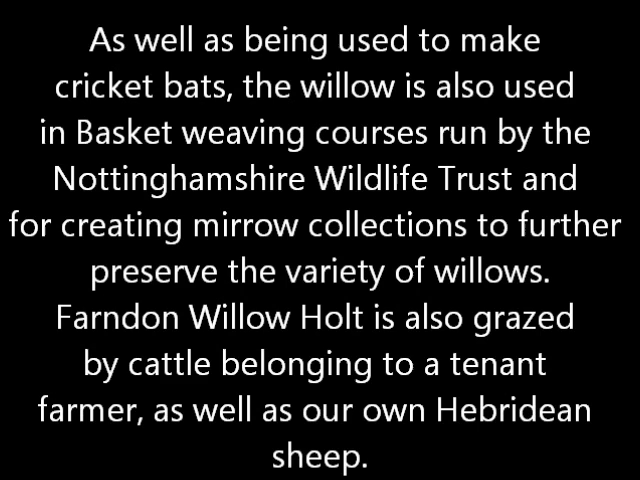 As well as being used to make
cricket bats, the willow is also used
in Basket weaving courses run by the
Nottinghamshire Wildlife Trust and
for creating mirrow collections to further
preserve the variety of willows.
Farndon Willow Holt is also grazed
by cattle belonging to a tenant
farmer, as well as our own Hebridean
sheep.